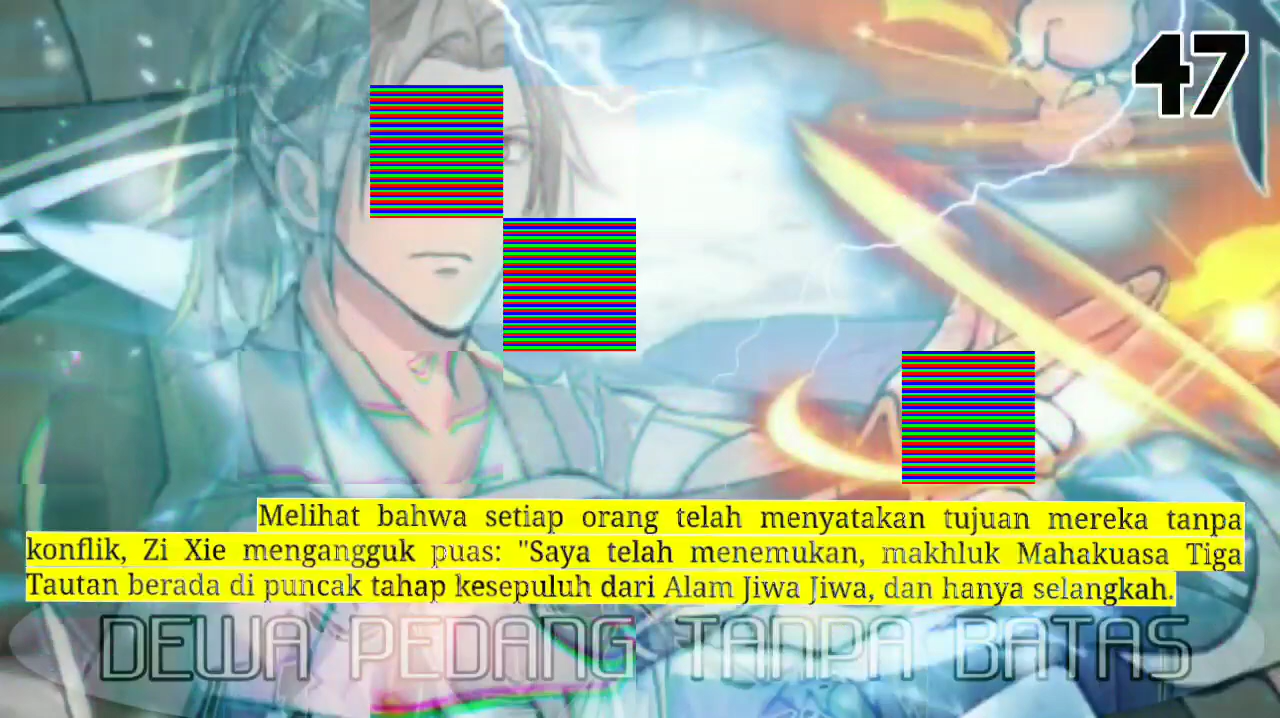 47
Melihat bahwa setiap orang telah menyatakan tujuan mereka tanpa
konflik, Zi Xie mengangguk puas: "Saya telah menemukan, makhluk Mahakuasa Tiga
Tautan berada di puncak tahap kesepuluh dari Alam Jiwa Jiwa, dan hanya selangkah.
DEWA PEDANG TANPA BATAS